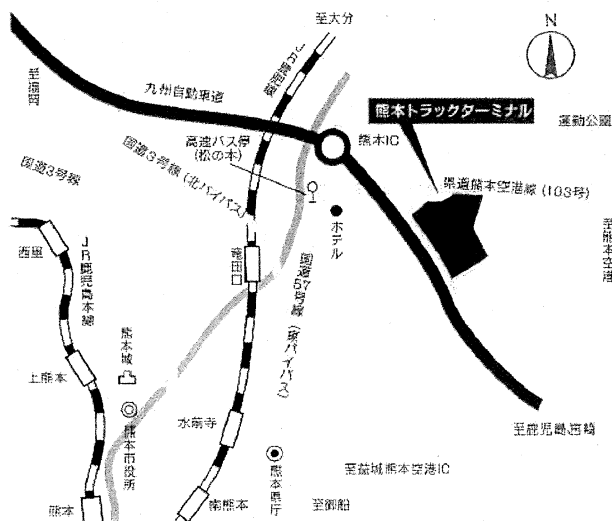 至大分
N
JR豊肥線
至福岡
九州自動車道
熊本トラックターミナル
運動公園
高速バス停
(松の本)
熊本IC
国道3号線
国道3号線(北バイパス)
県道熊本空港線(103号)
ホテル
至熊本空港
西里
JR鹿児島本線
竜田口
国道57号線(東バイパス)
熊本城
上熊本
熊本市役所
水前寺
至鹿児島,宮崎
熊本県庁
至益城熊本空港IC
熊本
南熊本
至御船